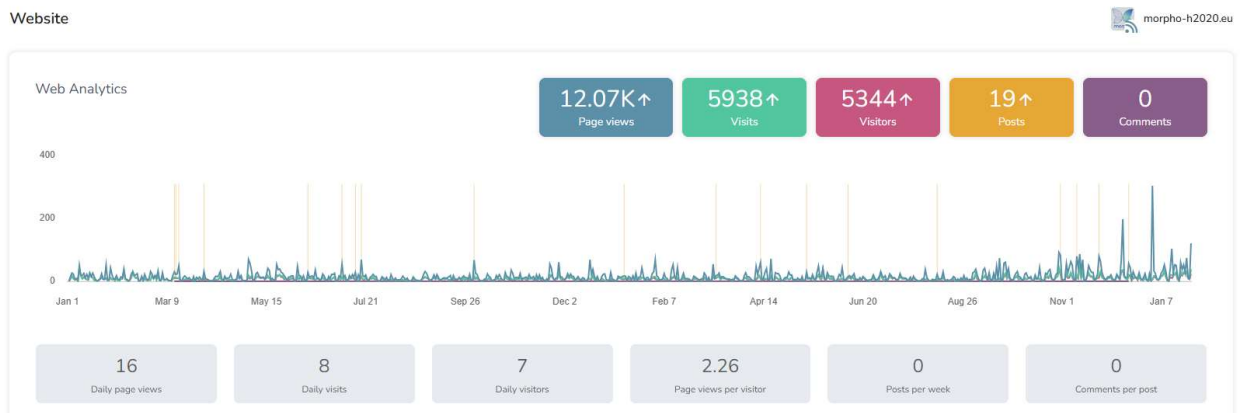 Website
morpho-h2020.eu
Web Analytics
12.07K↑
Page views
5938↑
Visits
5344↑
Visitors
19↑
Posts
0
Comments
400
200
0
Jan 1 Mar 9 May 15 Jul 21 Sep 26 Dec 2 Feb 7 Apr 14 Jun 20 Aug 26 Nov 1 Jan 7
16
Daily page views
8
Daily visits
7
Daily visitors
2.26
Page views per visitor
0
Posts per week
0
Comments per post